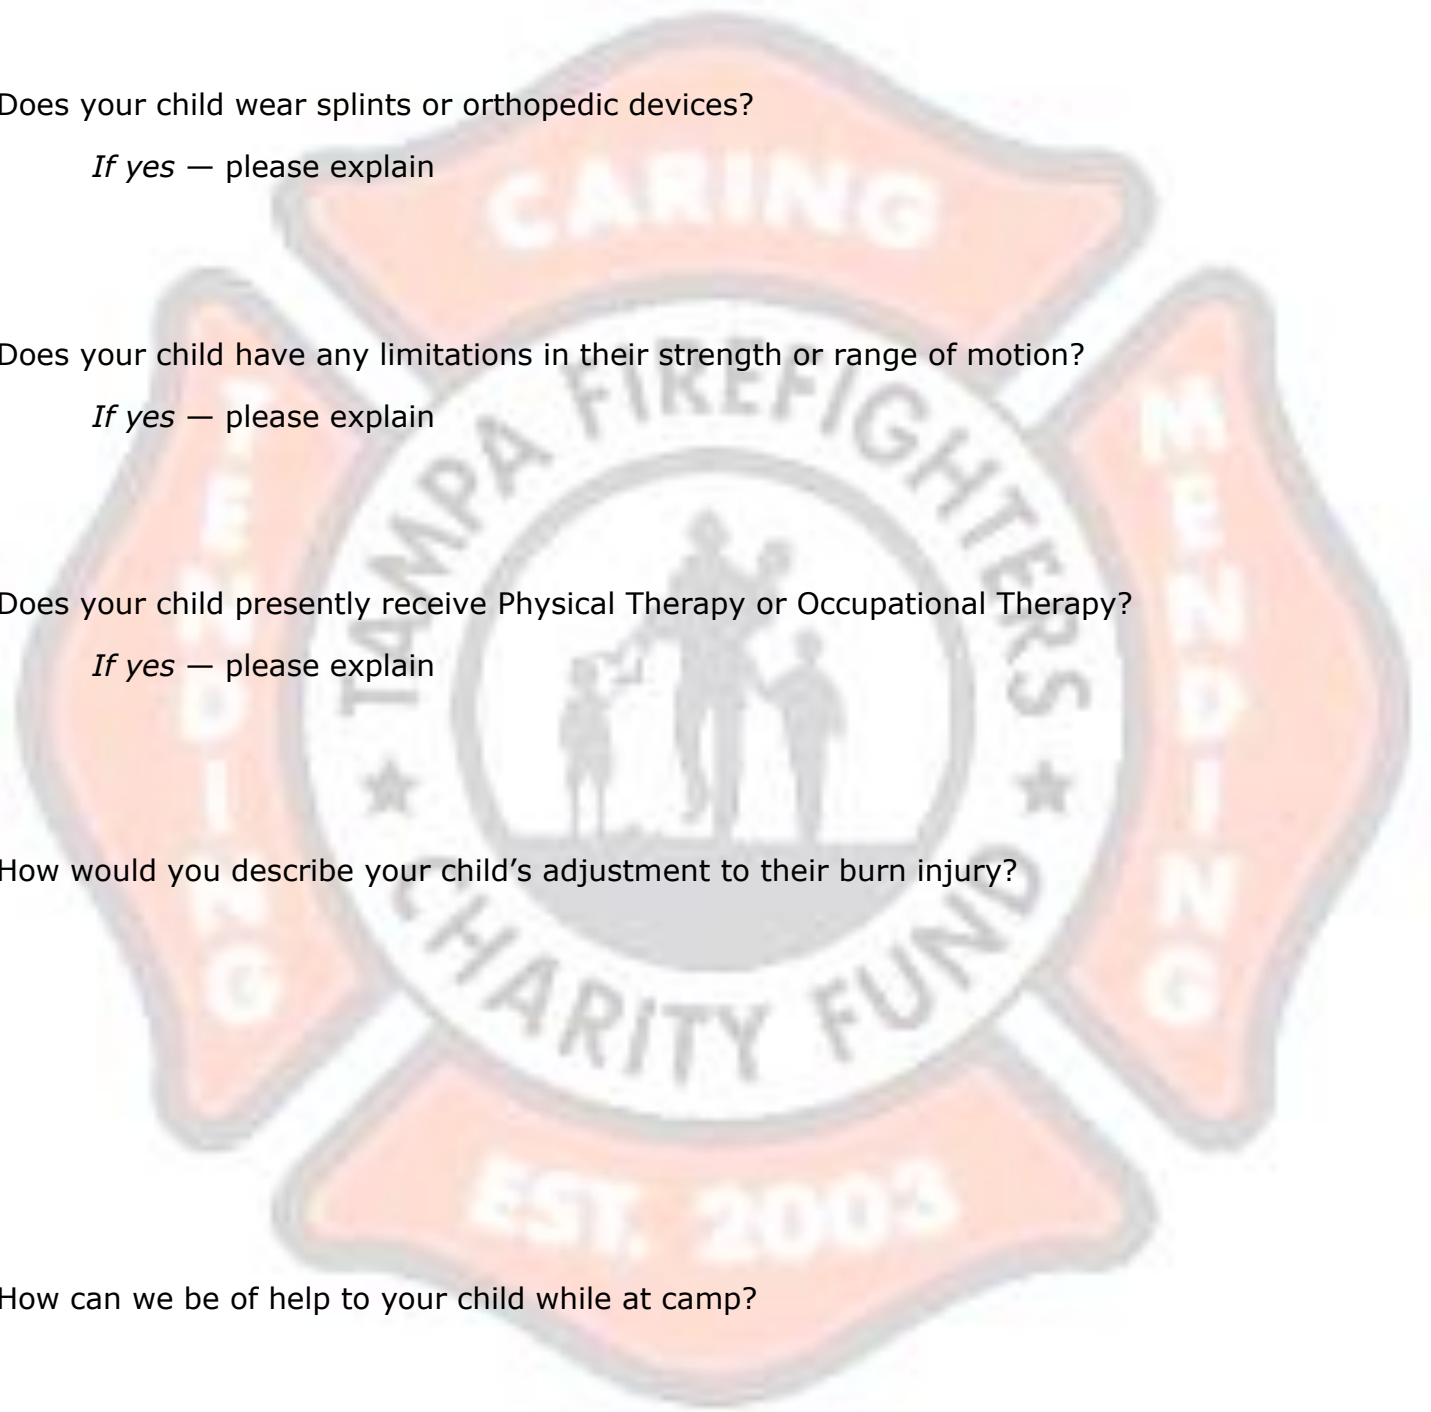 Does your child wear splints or orthopedic devices?
If yes — please explain
CARING
Does your child have any limitations in their strength or range of motion?
If yes — please explain
TAMPA FIREFIGHTERS
TENDING
MENDING
Does your child presently receive Physical Therapy or Occupational Therapy?
If yes — please explain
How would you describe your child’s adjustment to their burn injury?
CHARITY FUND
EST. 2003
How can we be of help to your child while at camp?